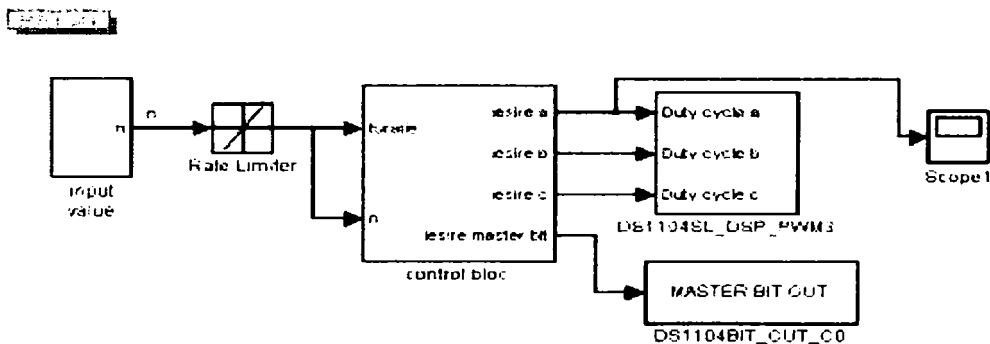 n
n
Rate Limiter
input
value
turatie
n
iesire a
iesire b
iesire c
iesire master bit
control bloc
Duty cycle a
Duty cycle b
Duty cycle c
DS1104SL_DSP_PWM3
MASTER BIT OUT
DS1104BIT_OUT_C0
Scope1